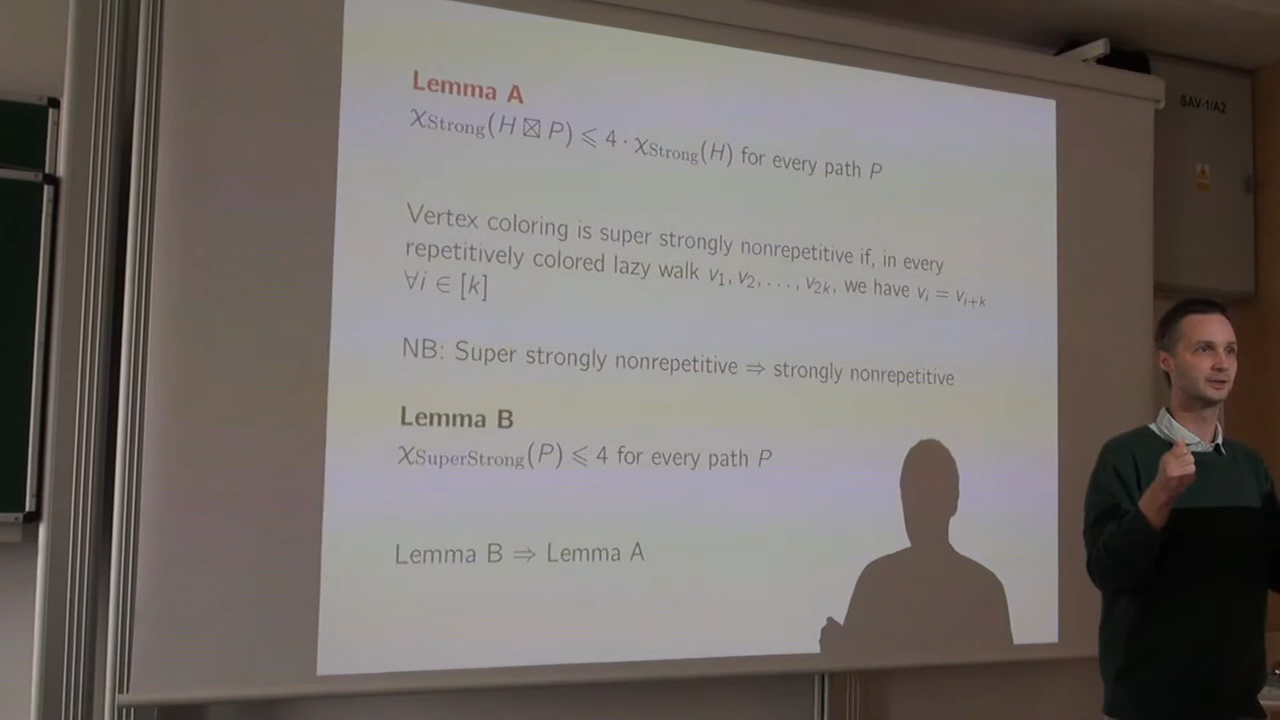 Lemma A
χStrong(H ⊠ P) ⩽ 4 · χStrong(H) for every path P
Vertex coloring is super strongly nonrepetitive if, in every
repetitively colored lazy walk v₁, v₂, . . . , v₂ₖ, we have vᵢ = vᵢ₊ₖ
∀i ∈ [k]
NB: Super strongly nonrepetitive ⇒ strongly nonrepetitive
Lemma B
χSuperStrong(P) ⩽ 4 for every path P
Lemma B ⇒ Lemma A
SAV-1/A2